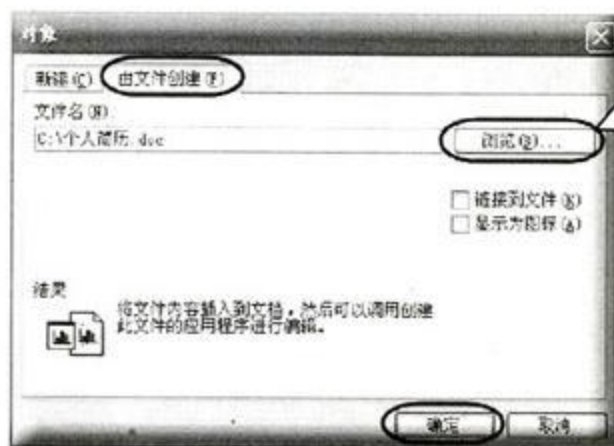 对象
新建(C)
由文件创建(F)
文件名(N)
C:\个人简历.doc
浏览(B)...
链接到文件(K)
显示为图标(A)
结果
将文件内容插入到文档，然后可以调用创建
此文件的应用程序进行编辑。
确定
取消